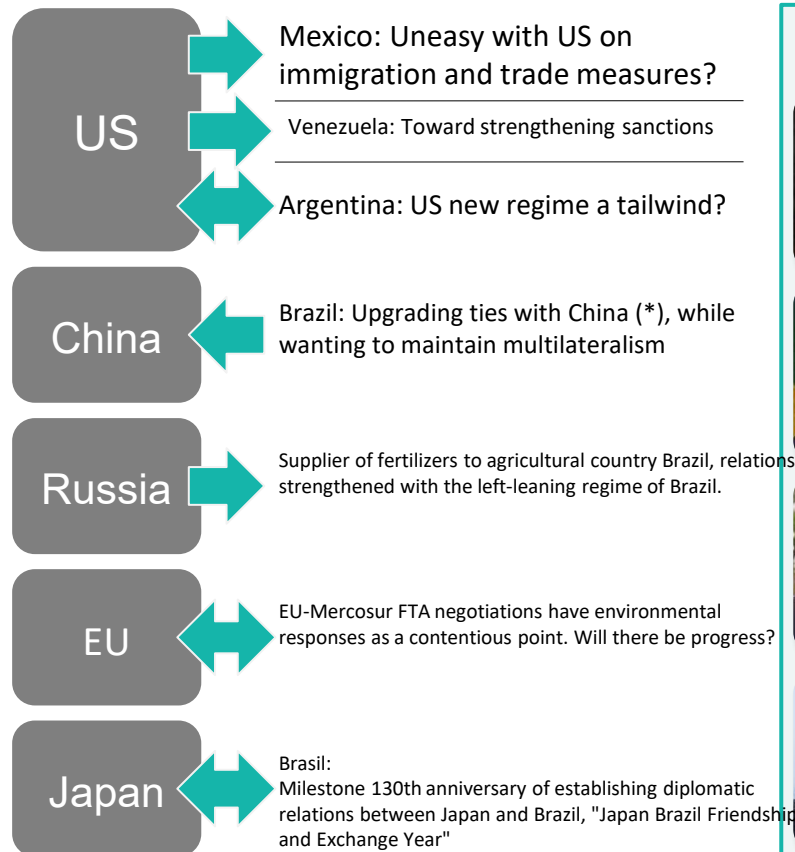 US
Mexico: Uneasy with US on
immigration and trade measures?
Venezuela: Toward strengthening sanctions
Argentina: US new regime a tailwind?
China
Brazil: Upgrading ties with China (*), while
wanting to maintain multilateralism
Russia
Supplier of fertilizers to agricultural country Brazil, relations
strengthened with the left-leaning regime of Brazil.
EU
EU-Mercosur FTA negotiations have environmental
responses as a contentious point. Will there be progress?
Japan
Brasil:
Milestone 130th anniversary of establishing diplomatic
relations between Japan and Brazil, "Japan Brazil Friendship
and Exchange Year"